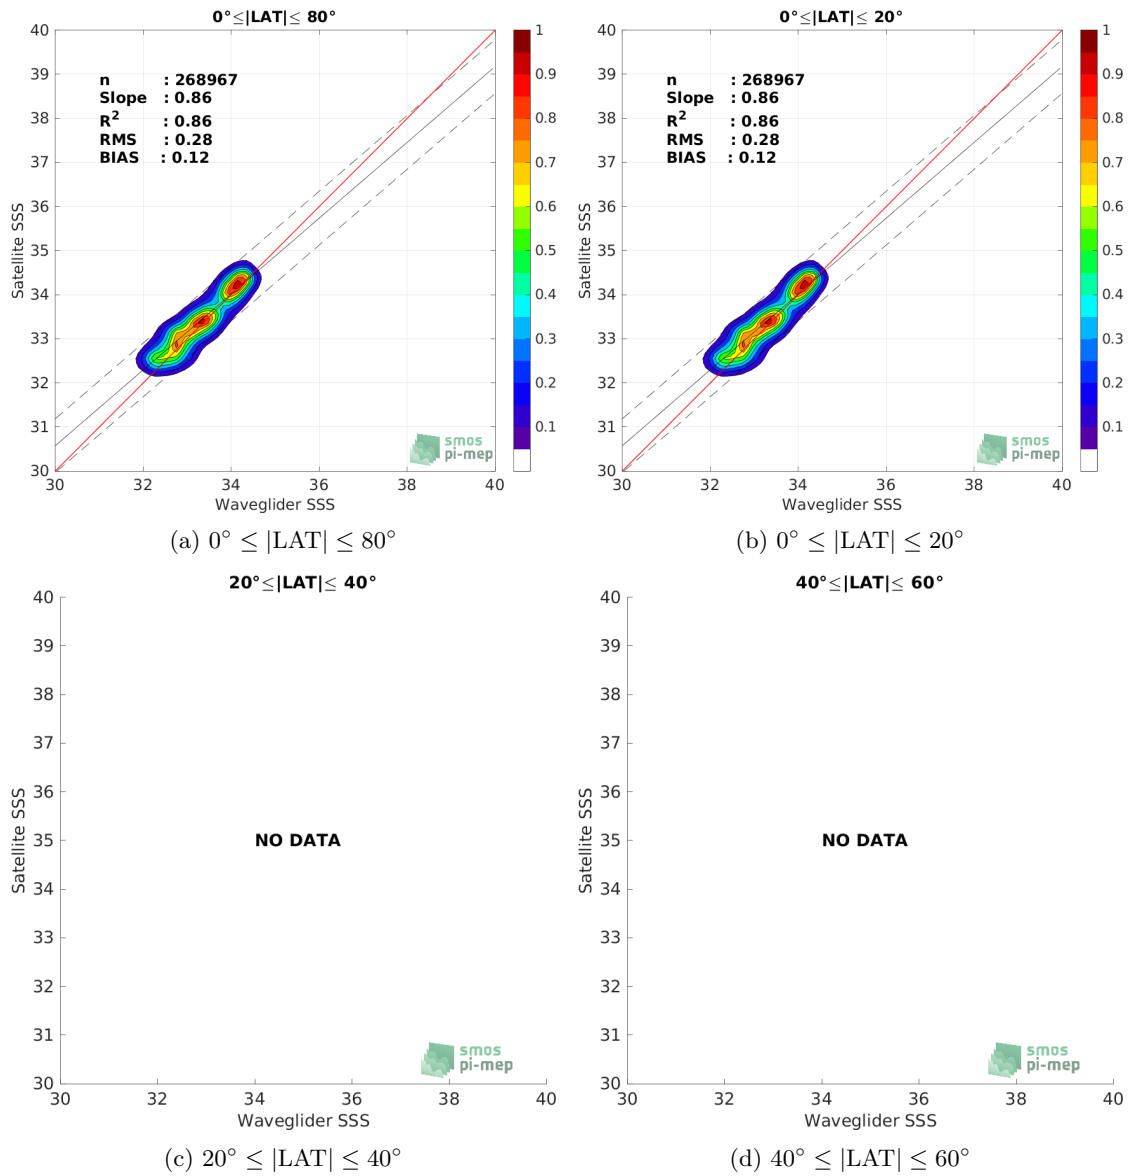 0°≤|LAT|≤ 80°
40
39
38
37
36
35
34
33
32
31
30
Satellite SSS
n : 268967
Slope : 0.86
R² : 0.86
RMS : 0.28
BIAS : 0.12
1
0.9
0.8
0.7
0.6
0.5
0.4
0.3
0.2
0.1
smos
pi-mep
30 32 34 36 38 40
Waveglider SSS
(a) 0° ≤ |LAT| ≤ 80°
0°≤|LAT|≤ 20°
40
39
38
37
36
35
34
33
32
31
30
Satellite SSS
n : 268967
Slope : 0.86
R² : 0.86
RMS : 0.28
BIAS : 0.12
1
0.9
0.8
0.7
0.6
0.5
0.4
0.3
0.2
0.1
smos
pi-mep
30 32 34 36 38 40
Waveglider SSS
(b) 0° ≤ |LAT| ≤ 20°
20°≤|LAT|≤ 40°
40
39
38
37
36
35
34
33
32
31
30
Satellite SSS
NO DATA
smos
pi-mep
30 32 34 36 38 40
Waveglider SSS
(c) 20° ≤ |LAT| ≤ 40°
40°≤|LAT|≤ 60°
40
39
38
37
36
35
34
33
32
31
30
Satellite SSS
NO DATA
smos
pi-mep
30 32 34 36 38 40
Waveglider SSS
(d) 40° ≤ |LAT| ≤ 60°